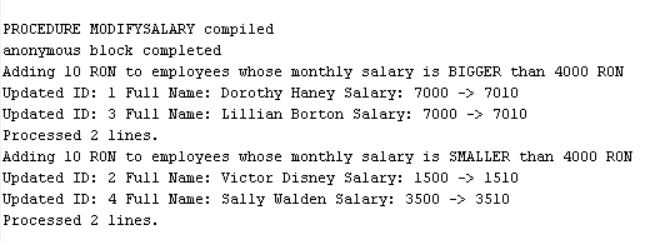 PROCEDURE MODIFYSALARY compiled
anonymous block completed
Adding 10 RON to employees whose monthly salary is BIGGER than 4000 RON
Updated ID: 1 Full Name: Dorothy Haney Salary: 7000 -> 7010
Updated ID: 3 Full Name: Lillian Borton Salary: 7000 -> 7010
Processed 2 lines.
Adding 10 RON to employees whose monthly salary is SMALLER than 4000 RON
Updated ID: 2 Full Name: Victor Disney Salary: 1500 -> 1510
Updated ID: 4 Full Name: Sally Walden Salary: 3500 -> 3510
Processed 2 lines.